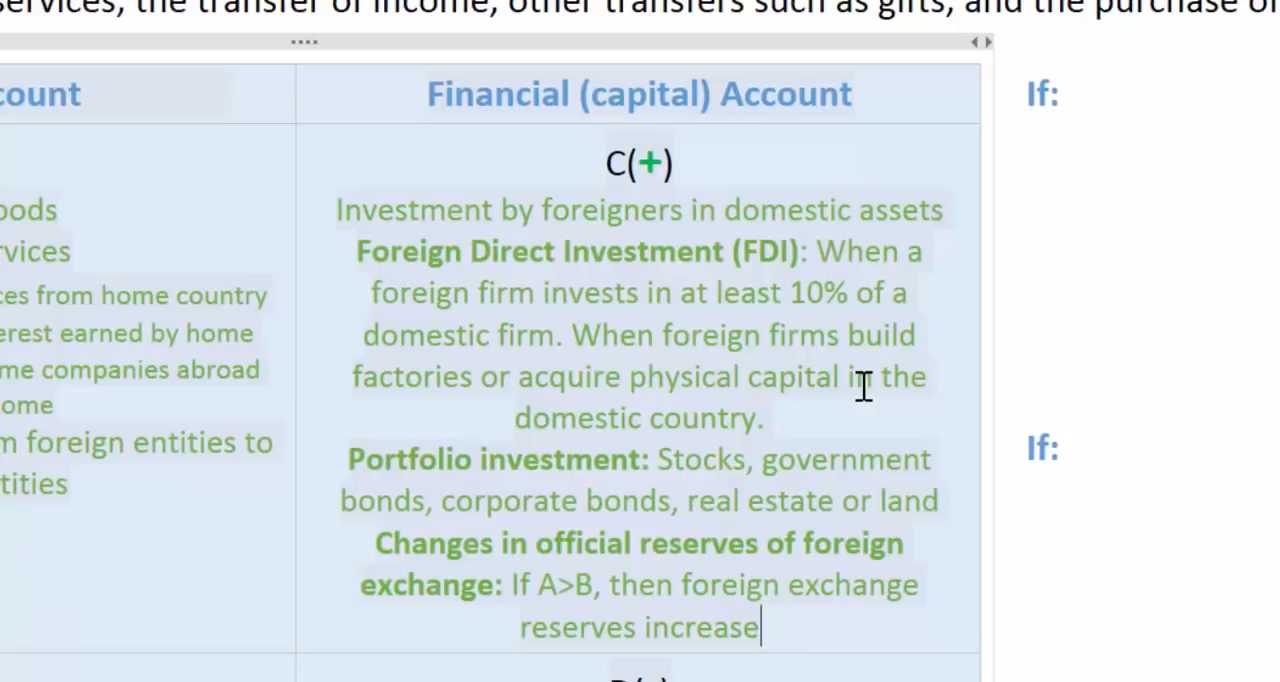 services, the transfer of income, other transfers such as gifts, and the purchase of
count
Financial (capital) Account
If:
C(+)
oods
Investment by foreigners in domestic assets
rvices
Foreign Direct Investment (FDI): When a
ces from home country
foreign firm invests in at least 10% of a
erest earned by home
domestic firm. When foreign firms build
me companies abroad
factories or acquire physical capital in the
ome
domestic country.
m foreign entities to
If:
Portfolio investment: Stocks, government
tities
bonds, corporate bonds, real estate or land
Changes in official reserves of foreign
exchange: If A>B, then foreign exchange
reserves increase